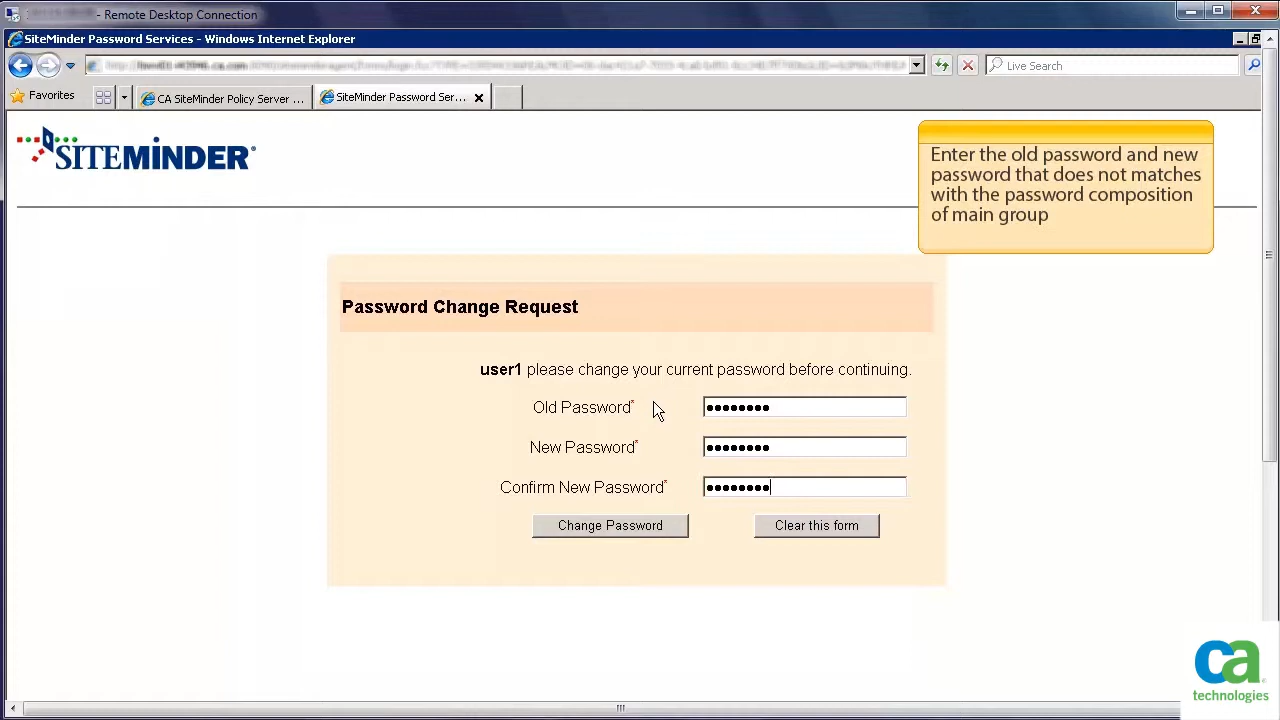 - Remote Desktop Connection
SiteMinder Password Services - Windows Internet Explorer
Live Search
Favorites
CA SiteMinder Policy Server ...
SiteMinder Password Ser...
SITEMINDER
Enter the old password and new
password that does not matches
with the password composition
of main group
Password Change Request
user1 please change your current password before continuing.
Old Password*
New Password*
Confirm New Password*
Change Password
Clear this form
ca
technologies